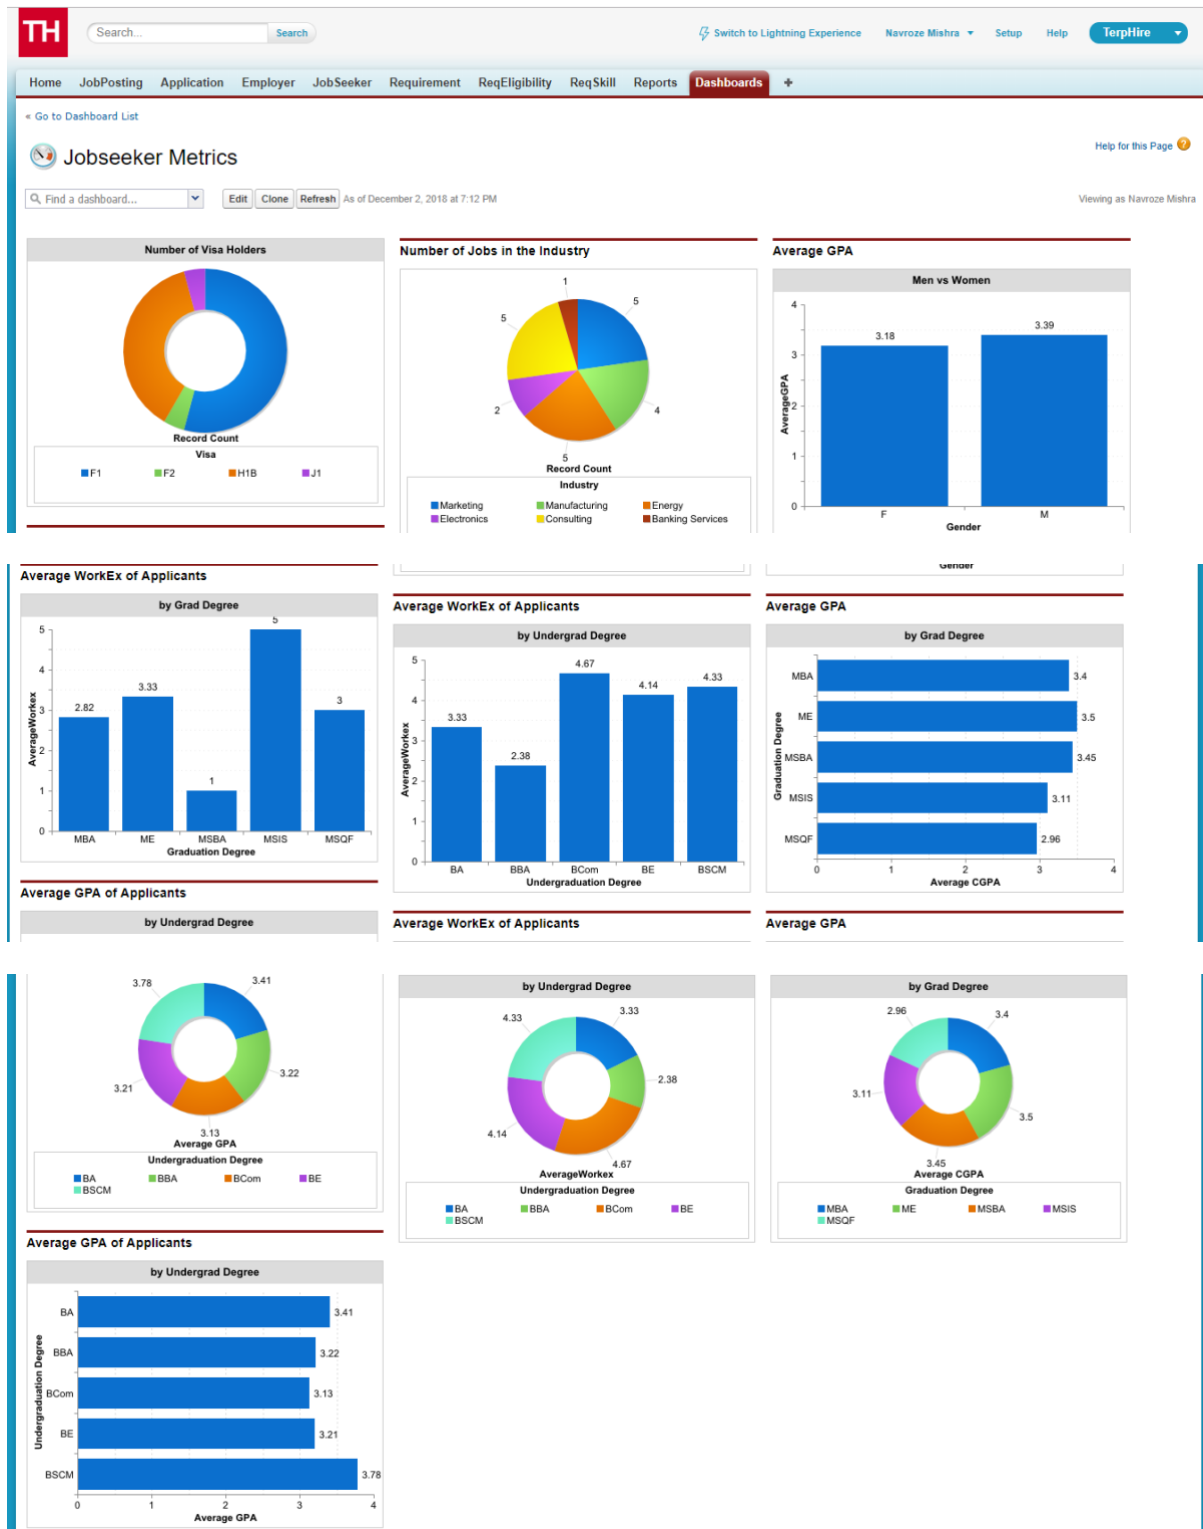 TH
Search...
Search
Switch to Lightning Experience
Navroze Mishra
Setup
Help
TerpHire
Home JobPosting Application Employer JobSeeker Requirement ReqEligibility ReqSkill Reports Dashboards +
« Go to Dashboard List
Jobseeker Metrics
Help for this Page
Find a dashboard...
Edit Clone Refresh As of December 2, 2018 at 7:12 PM
Viewing as Navroze Mishra
Number of Visa Holders
Record Count
Visa
F1 F2 H1B J1
Number of Jobs in the Industry
1
5
5
4
2
5
Record Count
Industry
Marketing Manufacturing Energy
Electronics Consulting Banking Services
Average GPA
Men vs Women
4
3
2
1
0
AverageGPA
3.18
3.39
F M
Gender
Average WorkEx of Applicants
by Grad Degree
5
4
3
2
1
0
AverageWorkex
2.82
3.33
1
5
3
MBA ME MSBA MSIS MSQF
Graduation Degree
Average WorkEx of Applicants
by Undergrad Degree
5
4
3
2
1
0
AverageWorkex
3.33
2.38
4.67
4.14
4.33
BA BBA BCom BE BSCM
Undergraduation Degree
Gender
Average GPA
by Grad Degree
Graduation Degree
MBA 3.4
ME 3.5
MSBA 3.45
MSIS 3.11
MSQF 2.96
0 1 2 3 4
Average CGPA
Average GPA of Applicants
by Undergrad Degree
Average WorkEx of Applicants
Average GPA
3.78
3.41
3.22
3.21
3.13
Average GPA
Undergraduation Degree
BA BBA BCom BE
BSCM
by Undergrad Degree
4.33
3.33
2.38
4.14
4.67
AverageWorkex
Undergraduation Degree
BA BBA BCom BE
BSCM
by Grad Degree
2.96
3.4
3.11
3.5
3.45
Average CGPA
Graduation Degree
MBA ME MSBA MSIS
MSQF
Average GPA of Applicants
by Undergrad Degree
Undergraduation Degree
BA 3.41
BBA 3.22
BCom 3.13
BE 3.21
BSCM 3.78
0 1 2 3 4
Average GPA